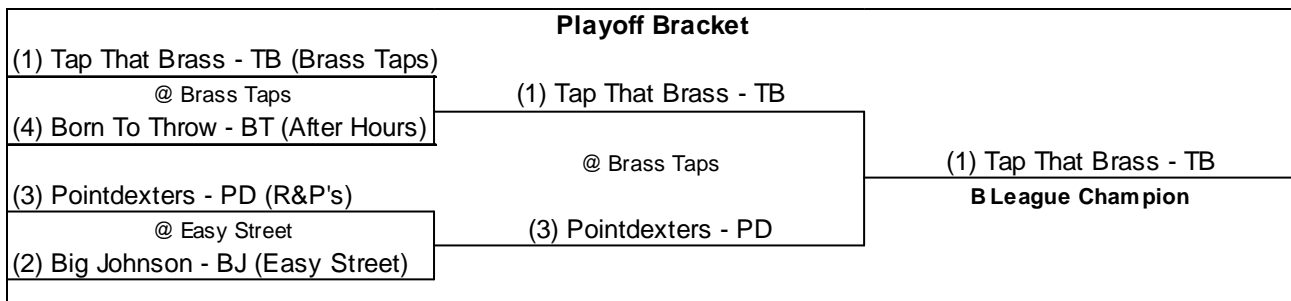 Playoff Bracket
(1) Tap That Brass - TB (Brass Taps)
@ Brass Taps
(1) Tap That Brass - TB
(4) Born To Throw - BT (After Hours)
@ Brass Taps
(1) Tap That Brass - TB
(3) Pointdexters - PD (R&P's)
B League Champion
@ Easy Street
(3) Pointdexters - PD
(2) Big Johnson - BJ (Easy Street)